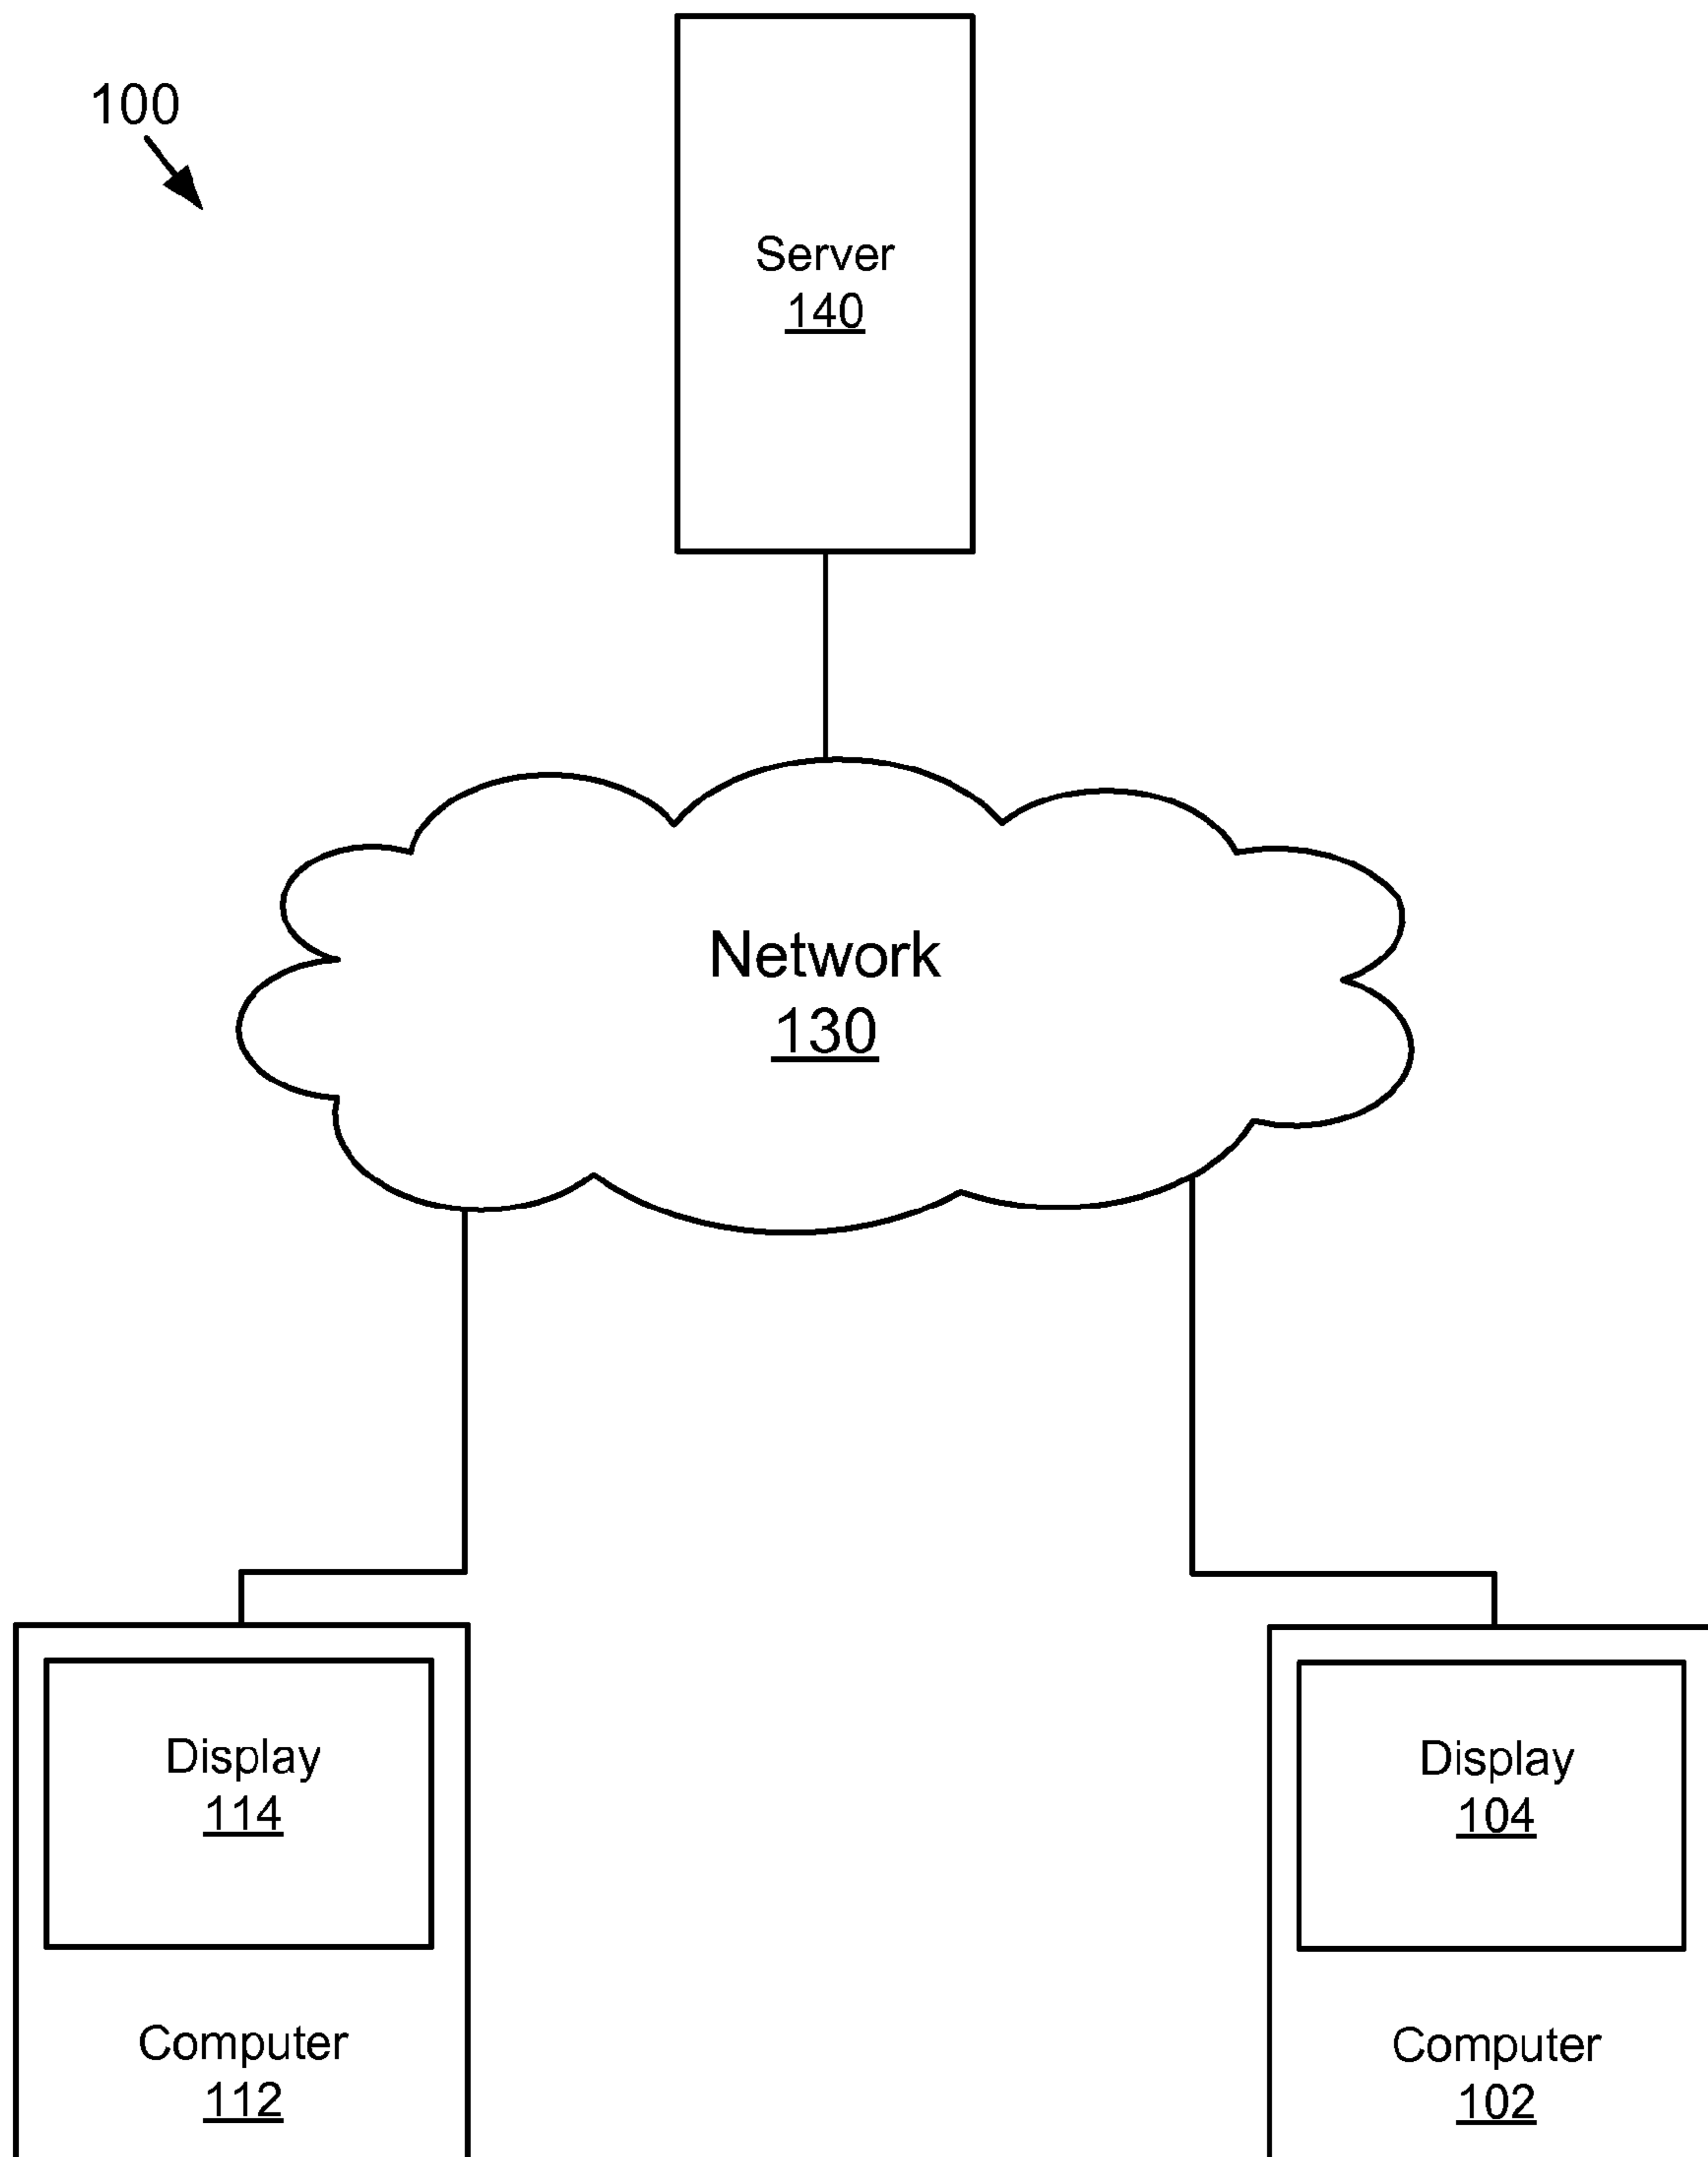 100
Server
140
Network
130
Display
114
Computer
112
Display
104
Computer
102